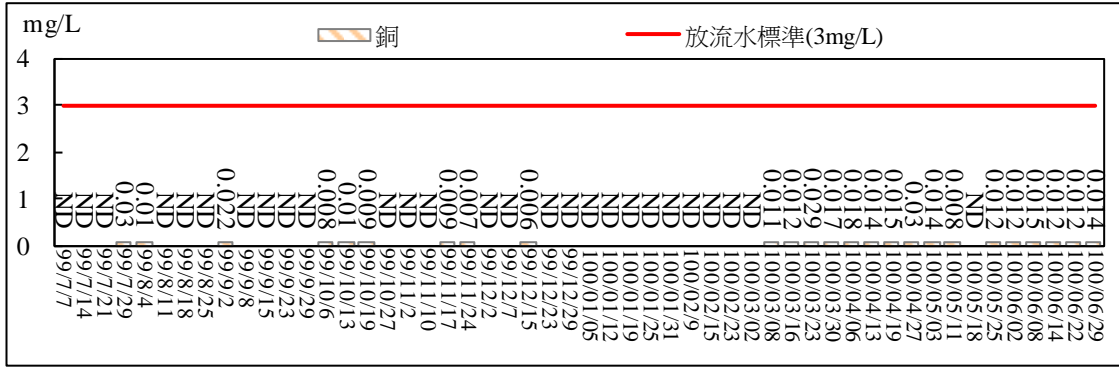 mg/L
銅
放流水標準(3mg/L)
4
3
2
1
0
ND
ND
ND
0.03
0.01
ND
ND
ND
0.022
ND
ND
ND
ND
0.008
0.01
0.009
ND
ND
ND
0.009
0.007
ND
ND
0.006
ND
ND
ND
ND
ND
ND
ND
ND
ND
ND
ND
0.011
0.012
0.029
0.017
0.018
0.014
0.015
0.03
0.014
0.008
ND
0.012
0.012
0.015
0.012
0.012
0.014
99/7/7
99/7/14
99/7/21
99/7/29
99/8/4
99/8/11
99/8/18
99/8/25
99/9/2
99/9/8
99/9/15
99/9/23
99/9/29
99/10/6
99/10/13
99/10/19
99/10/27
99/11/2
99/11/10
99/11/17
99/11/24
99/12/2
99/12/7
99/12/15
99/12/23
99/12/29
100/01/05
100/01/12
100/01/19
100/01/25
100/01/31
100/02/9
100/02/15
100/02/23
100/03/02
100/03/08
100/03/16
100/03/23
100/03/30
100/04/06
100/04/13
100/04/19
100/04/27
100/05/03
100/05/11
100/05/18
100/05/25
100/06/02
100/06/08
100/06/14
100/06/22
100/06/29